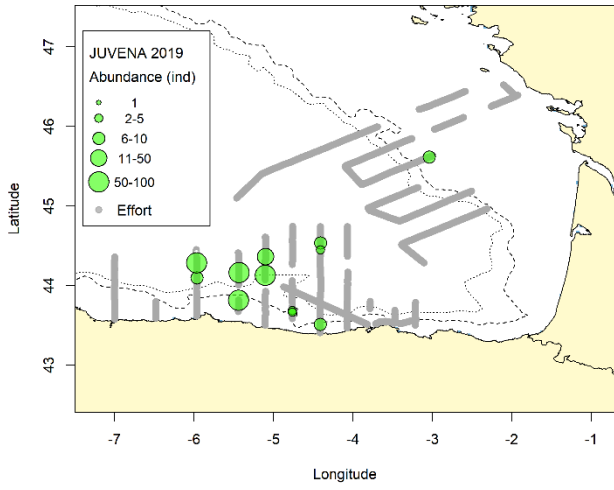 JUVENA 2019
Abundance (ind)
1
2-5
6-10
11-50
50-100
Effort
47
46
45
44
43
Latitude
-7 -6 -5 -4 -3 -2 -1
Longitude